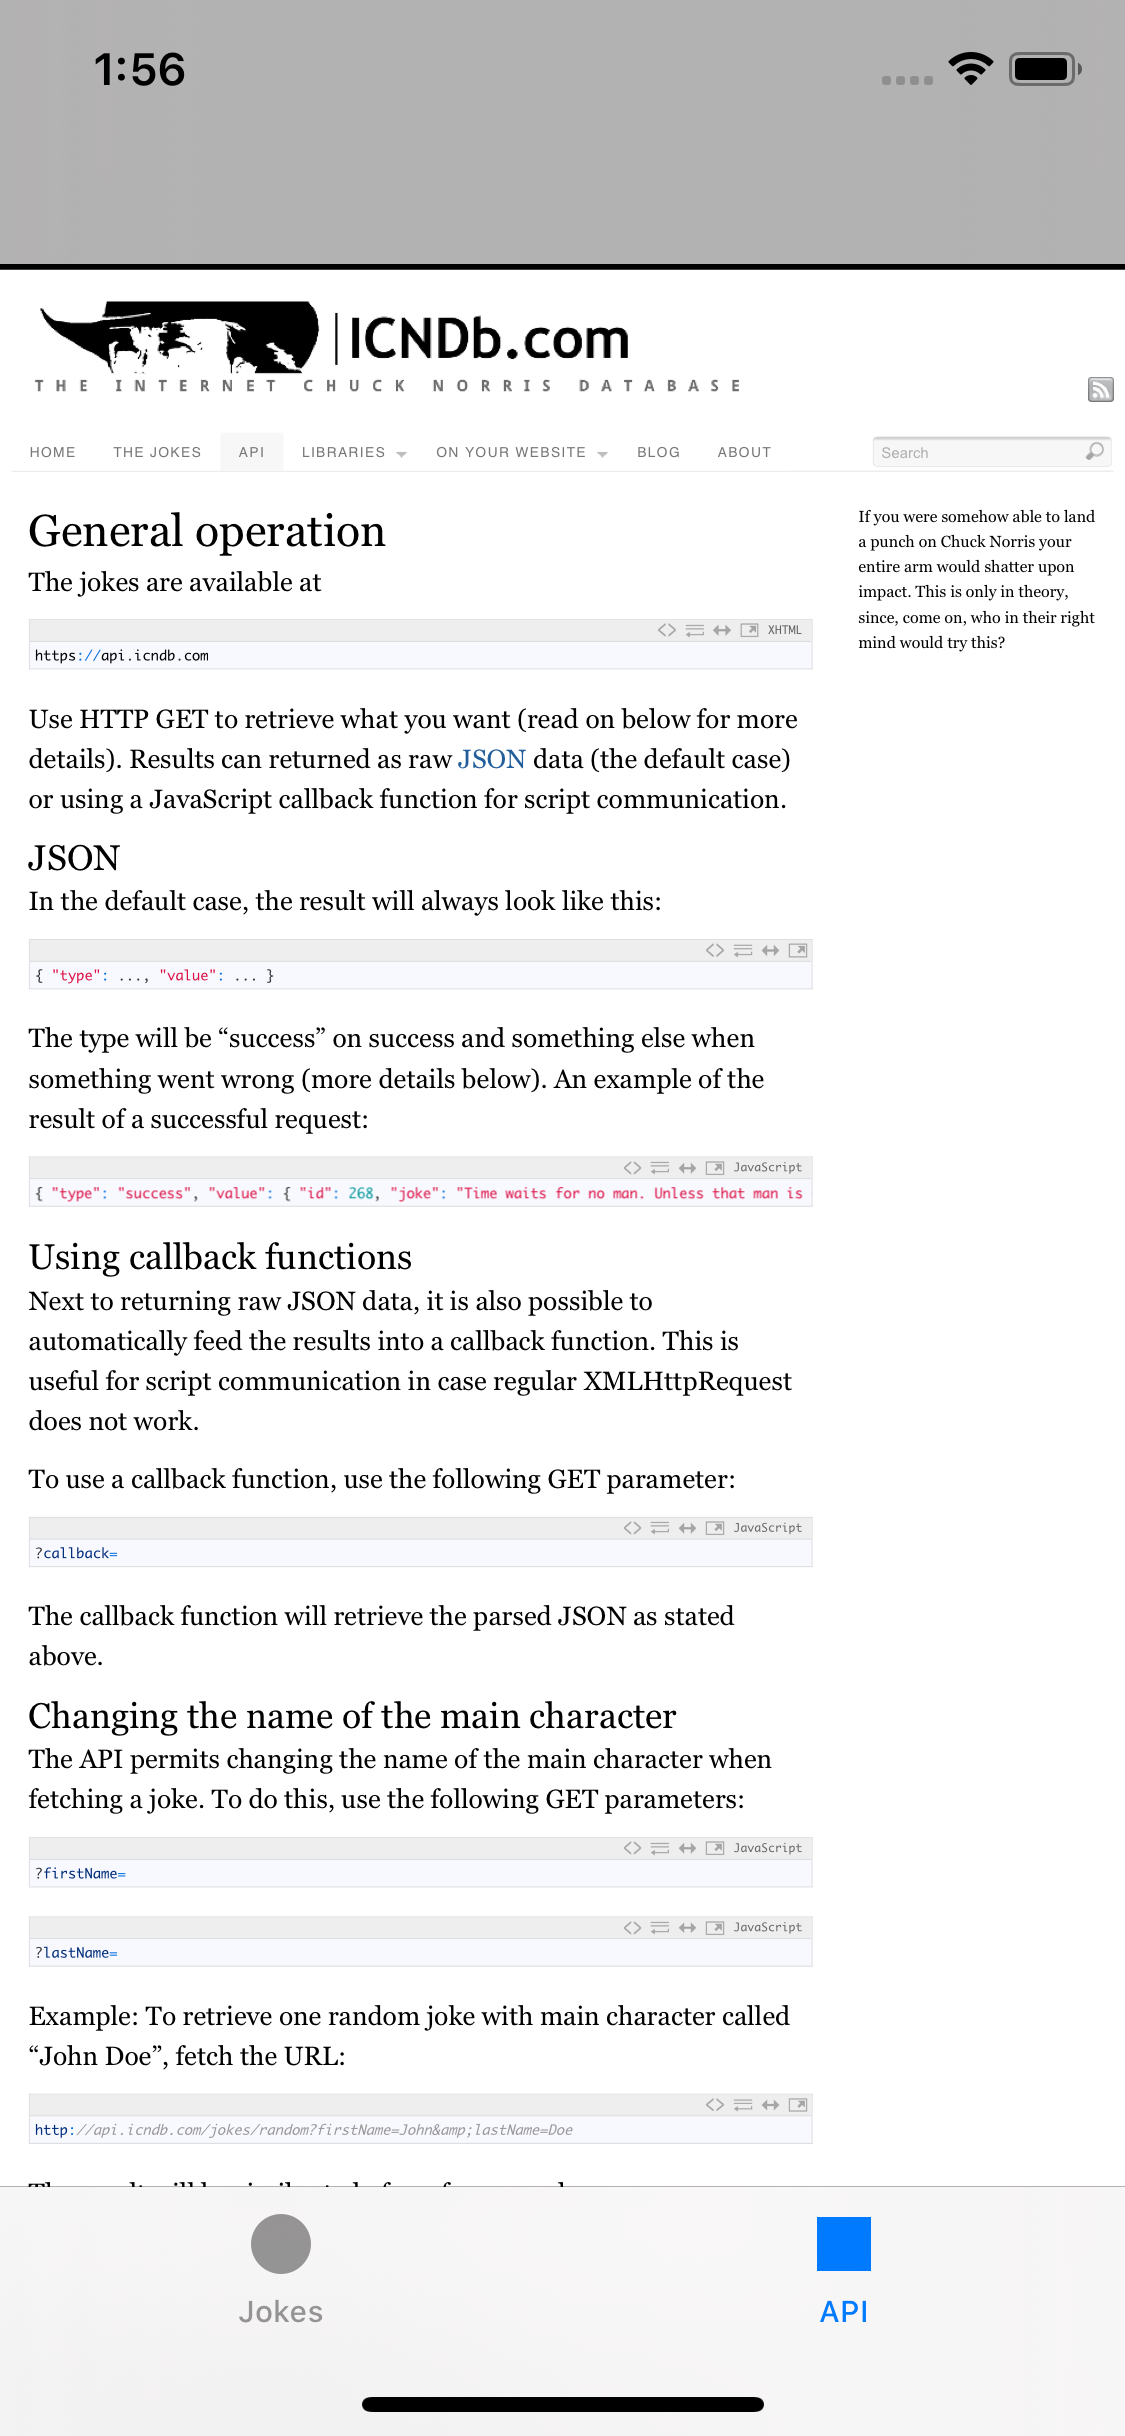 1:56
ICNDb.com
THE INTERNET CHUCK NORRIS DATABASE
HOME THE JOKES API LIBRARIES ON YOUR WEBSITE BLOG ABOUT Search
General operation
The jokes are available at
XHTML
https://api.icndb.com
Use HTTP GET to retrieve what you want (read on below for more
details). Results can returned as raw JSON data (the default case)
or using a JavaScript callback function for script communication.
JSON
In the default case, the result will always look like this:
{ "type": ..., "value": ... }
The type will be “success” on success and something else when
something went wrong (more details below). An example of the
result of a successful request:
JavaScript
{ "type": "success", "value": { "id": 268, "joke": "Time waits for no man. Unless that man is
Using callback functions
Next to returning raw JSON data, it is also possible to
automatically feed the results into a callback function. This is
useful for script communication in case regular XMLHttpRequest
does not work.
To use a callback function, use the following GET parameter:
JavaScript
?callback=
The callback function will retrieve the parsed JSON as stated
above.
Changing the name of the main character
The API permits changing the name of the main character when
fetching a joke. To do this, use the following GET parameters:
JavaScript
?firstName=
JavaScript
?lastName=
Example: To retrieve one random joke with main character called
“John Doe”, fetch the URL:
http://api.icndb.com/jokes/random?firstName=John&amp;lastName=Doe
If you were somehow able to land
a punch on Chuck Norris your
entire arm would shatter upon
impact. This is only in theory,
since, come on, who in their right
mind would try this?
Jokes
API